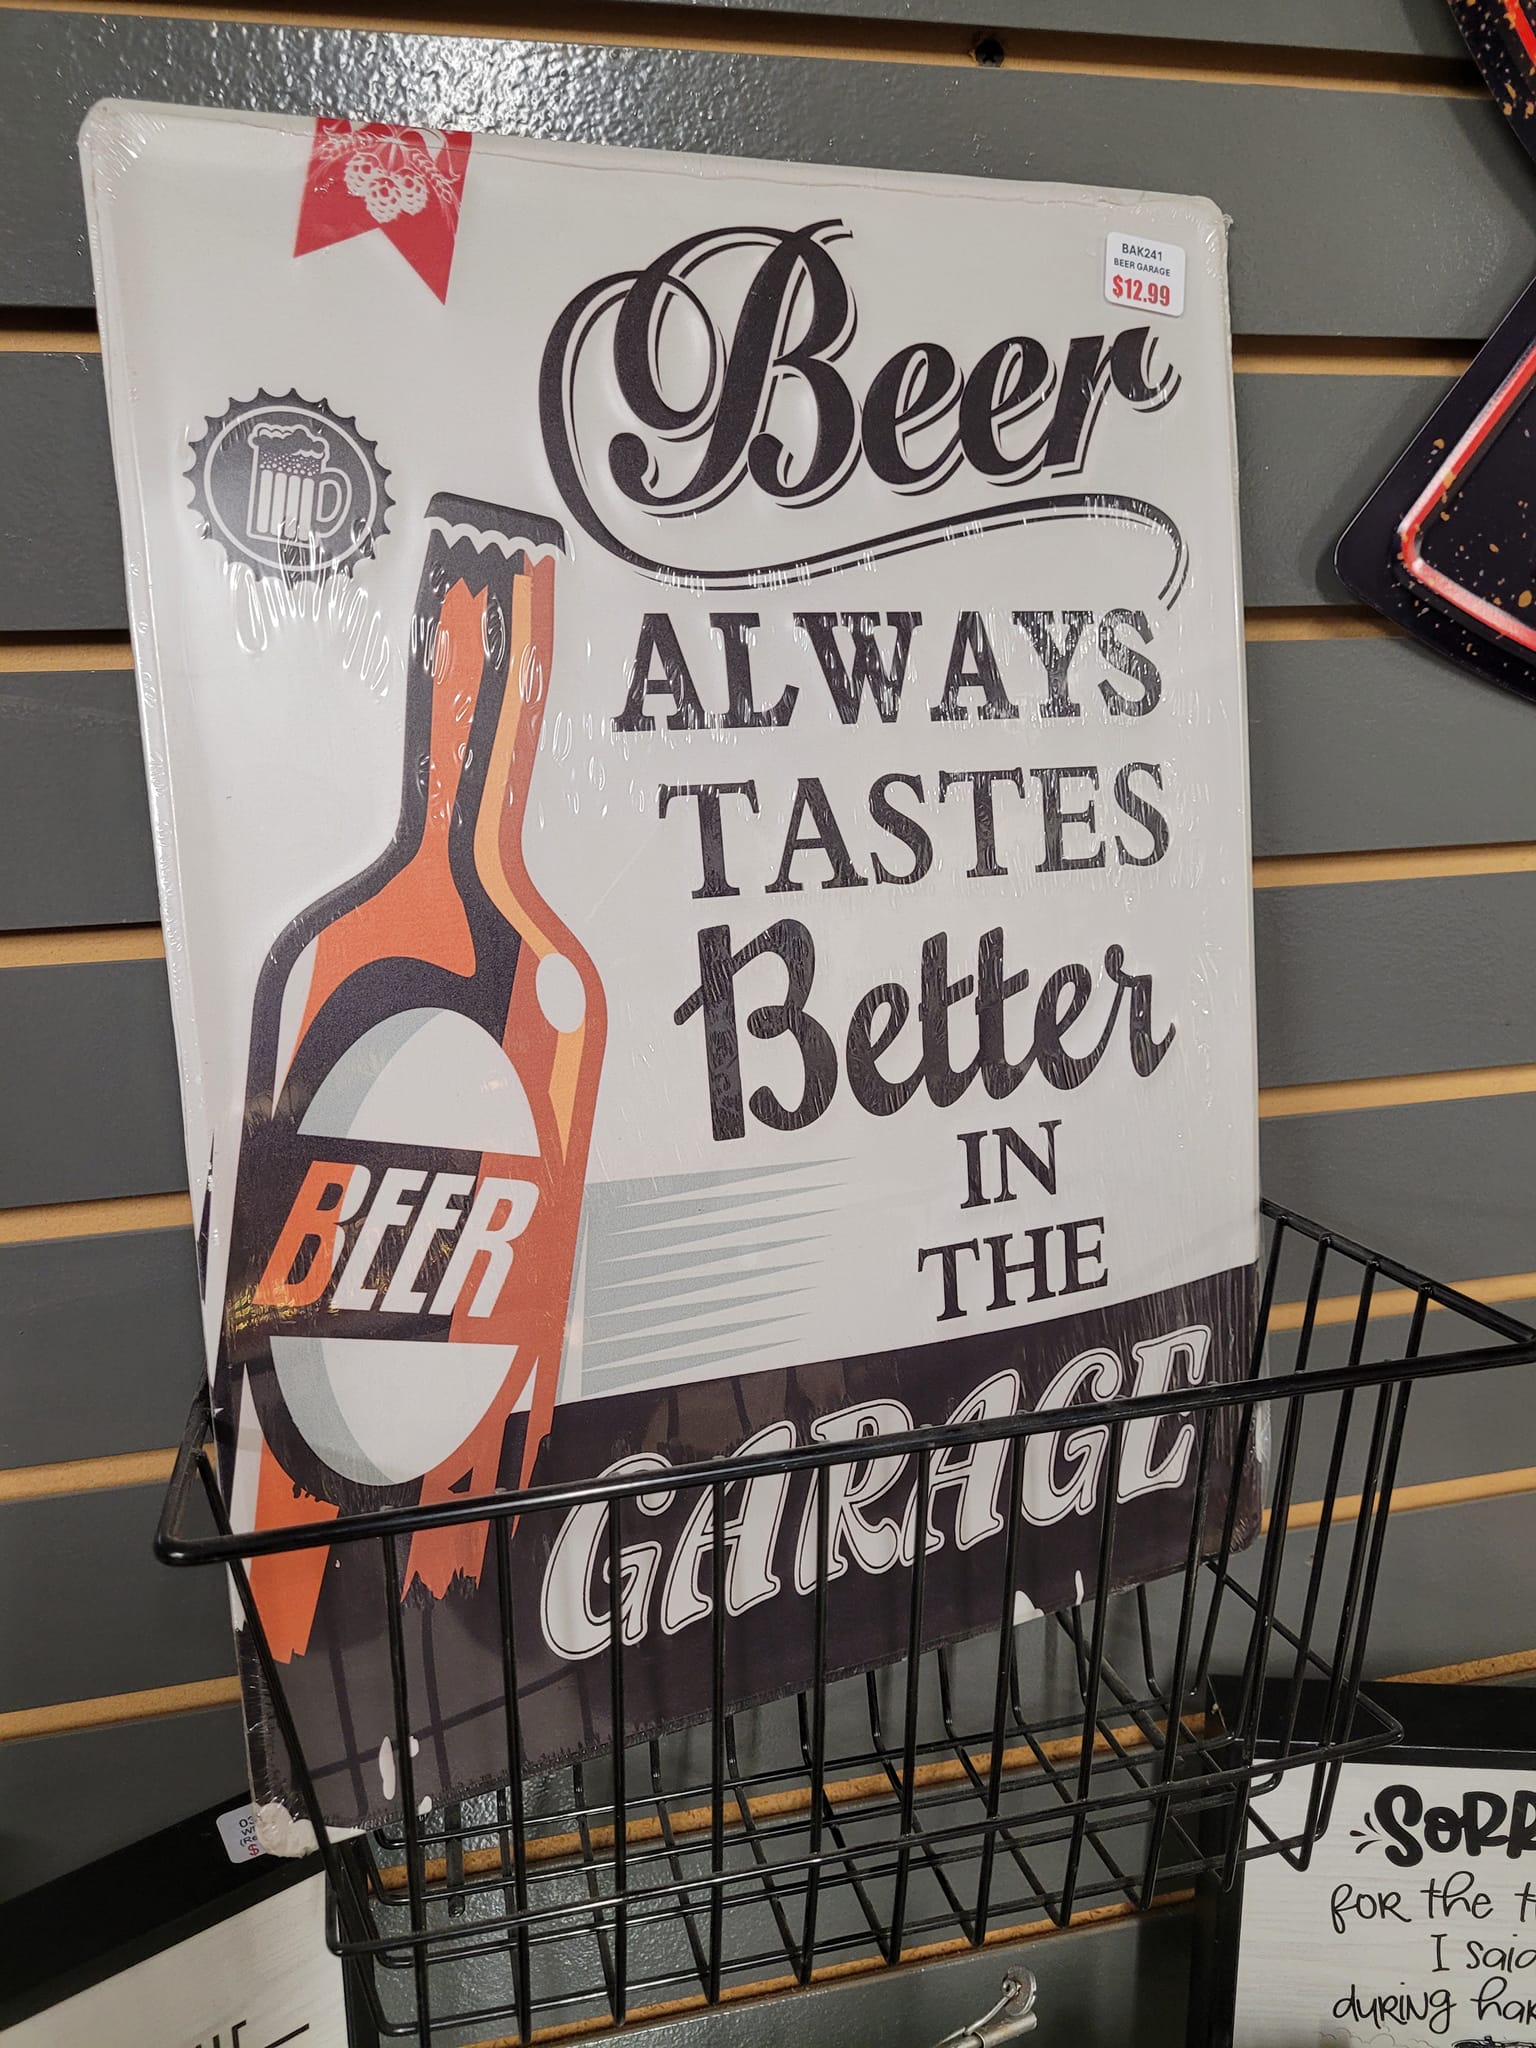 BAK241
BEER GARAGE
$12.99
Beer
ALWAYS
TASTES
Better
IN
THE
GARAGE
BEER
for the
I said
during